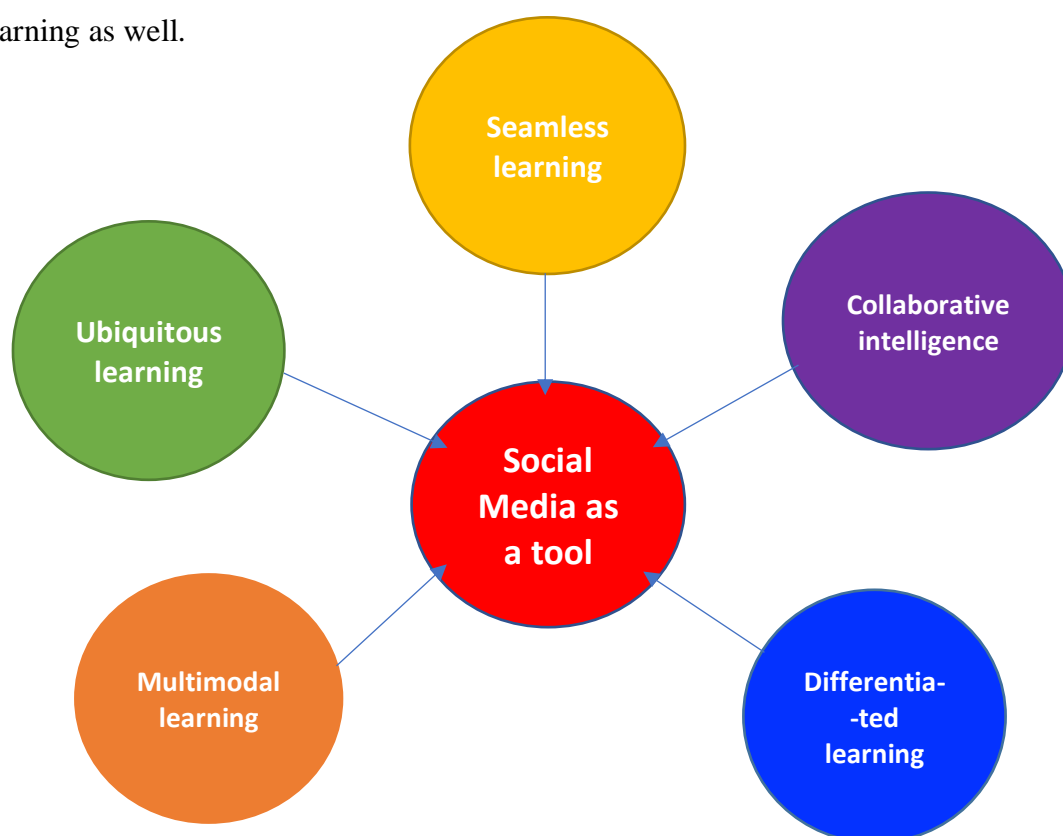 arning as well.
Seamless
learning
Collaborative
intelligence
Ubiquitous
learning
Social
Media as
a tool
Multimodal
learning
Differentia-
-ted
learning